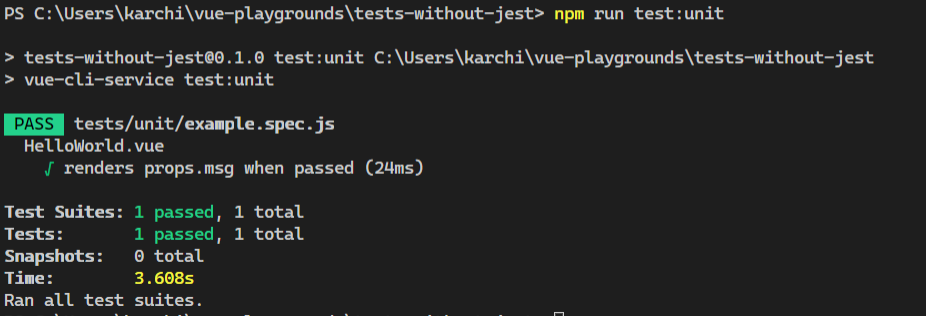 PS C:\Users\karchi\vue-playgrounds\tests-without-jest> npm run test:unit
> tests-without-jest@0.1.0 test:unit C:\Users\karchi\vue-playgrounds\tests-without-jest
> vue-cli-service test:unit
PASS tests/unit/example.spec.js
HelloWorld.vue
√ renders props.msg when passed (24ms)
Test Suites: 1 passed, 1 total
Tests: 1 passed, 1 total
Snapshots: 0 total
Time: 3.608s
Ran all test suites.